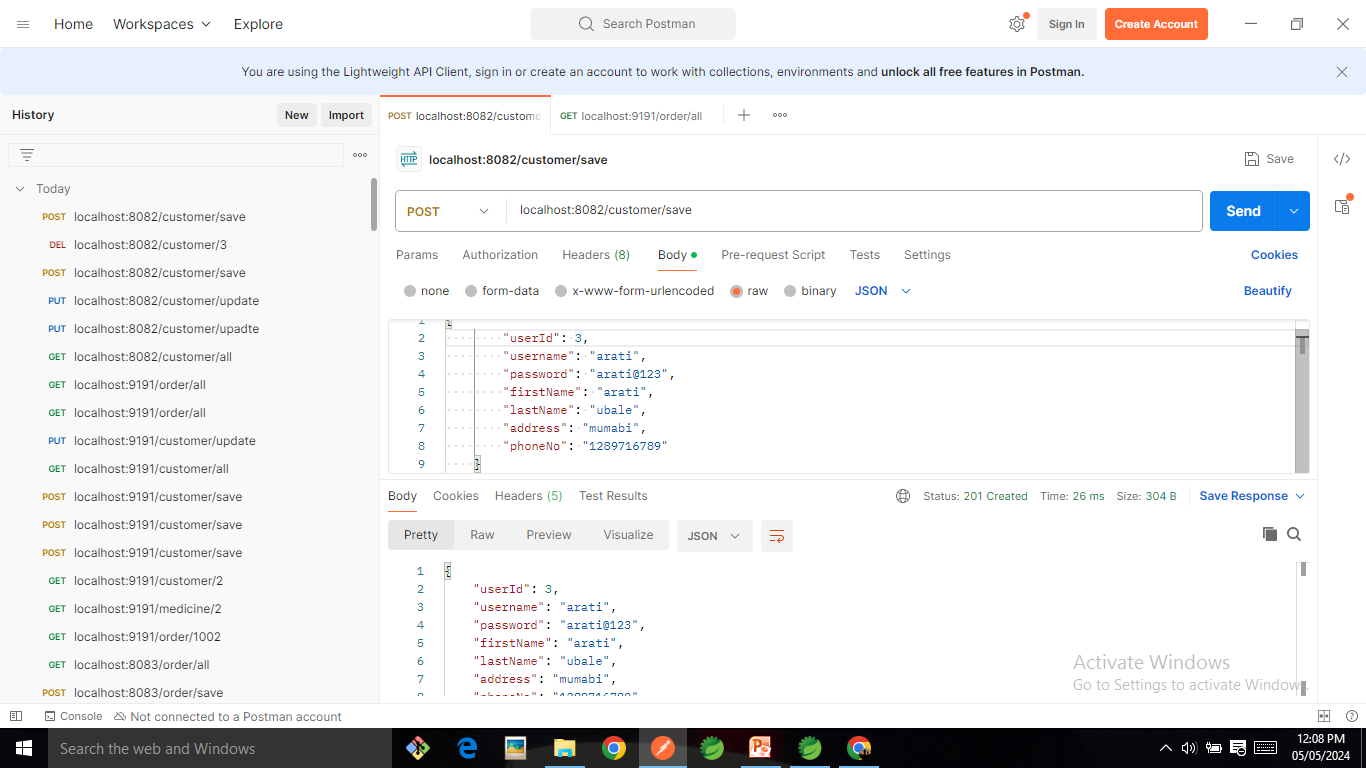 Home Workspaces Explore Search Postman Sign In Create Account
You are using the Lightweight API Client, sign in or create an account to work with collections, environments and unlock all free features in Postman.
History New Import
POST localhost:8082/custome GET localhost:9191/order/all
HTTP localhost:8082/customer/save Save
Today
POST localhost:8082/customer/save
DEL localhost:8082/customer/3
POST localhost:8082/customer/save
PUT localhost:8082/customer/update
PUT localhost:8082/customer/upadte
GET localhost:8082/customer/all
GET localhost:9191/order/all
GET localhost:9191/order/all
PUT localhost:9191/customer/update
GET localhost:9191/customer/all
POST localhost:9191/customer/save
POST localhost:9191/customer/save
POST localhost:9191/customer/save
GET localhost:9191/customer/2
GET localhost:9191/medicine/2
GET localhost:9191/order/1002
GET localhost:8083/order/all
POST localhost:8083/order/save
POST localhost:8082/customer/save Send
Params Authorization Headers (8) Body Pre-request Script Tests Settings Cookies
none form-data x-www-form-urlencoded raw binary JSON Beautify
1 {
2 "userId": 3,
3 "username": "arati",
4 "password": "arati@123",
5 "firstName": "arati",
6 "lastName": "ubale",
7 "address": "mumabi",
8 "phoneNo": "1289716789"
9 }
Body Cookies Headers (5) Test Results Status: 201 Created Time: 26 ms Size: 304 B Save Response
Pretty Raw Preview Visualize JSON
1 {
2 "userId": 3,
3 "username": "arati",
4 "password": "arati@123",
5 "firstName": "arati",
6 "lastName": "ubale",
7 "address": "mumabi",
8 "phoneNo": "1289716789"
Activate Windows
Go to Settings to activate Windows.
Console Not connected to a Postman account
Search the web and Windows
12:08 PM
05/05/2024